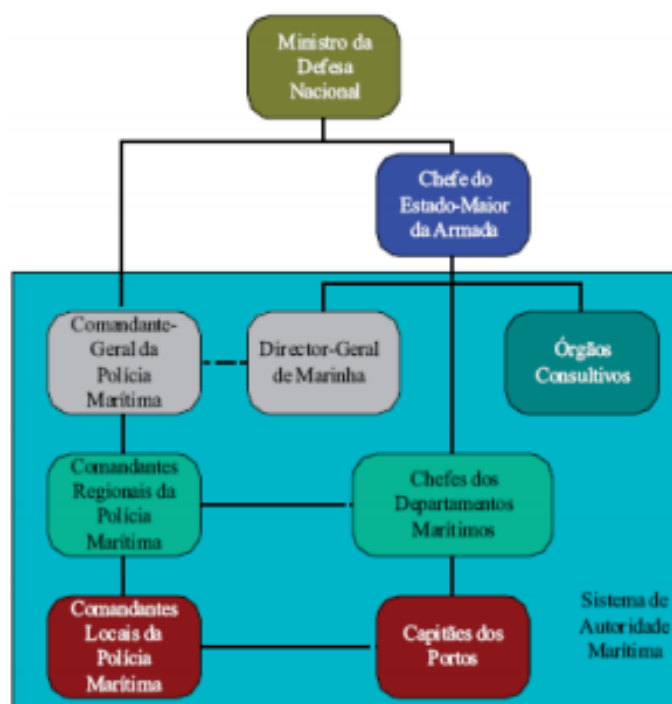 Ministro da
Defesa
Nacional
Chefe do
Estado-Maior
da Armada
Comandante-
Geral da
Polícia
Marítima
Director-Geral
de Marinha
Órgãos
Consultivos
Comandantes
Regionais da
Polícia
Marítima
Chefes dos
Departamentos
Marítimos
Comandantes
Locais da
Polícia
Marítima
Capitães dos
Portos
Sistema de
Autoridade
Marítima